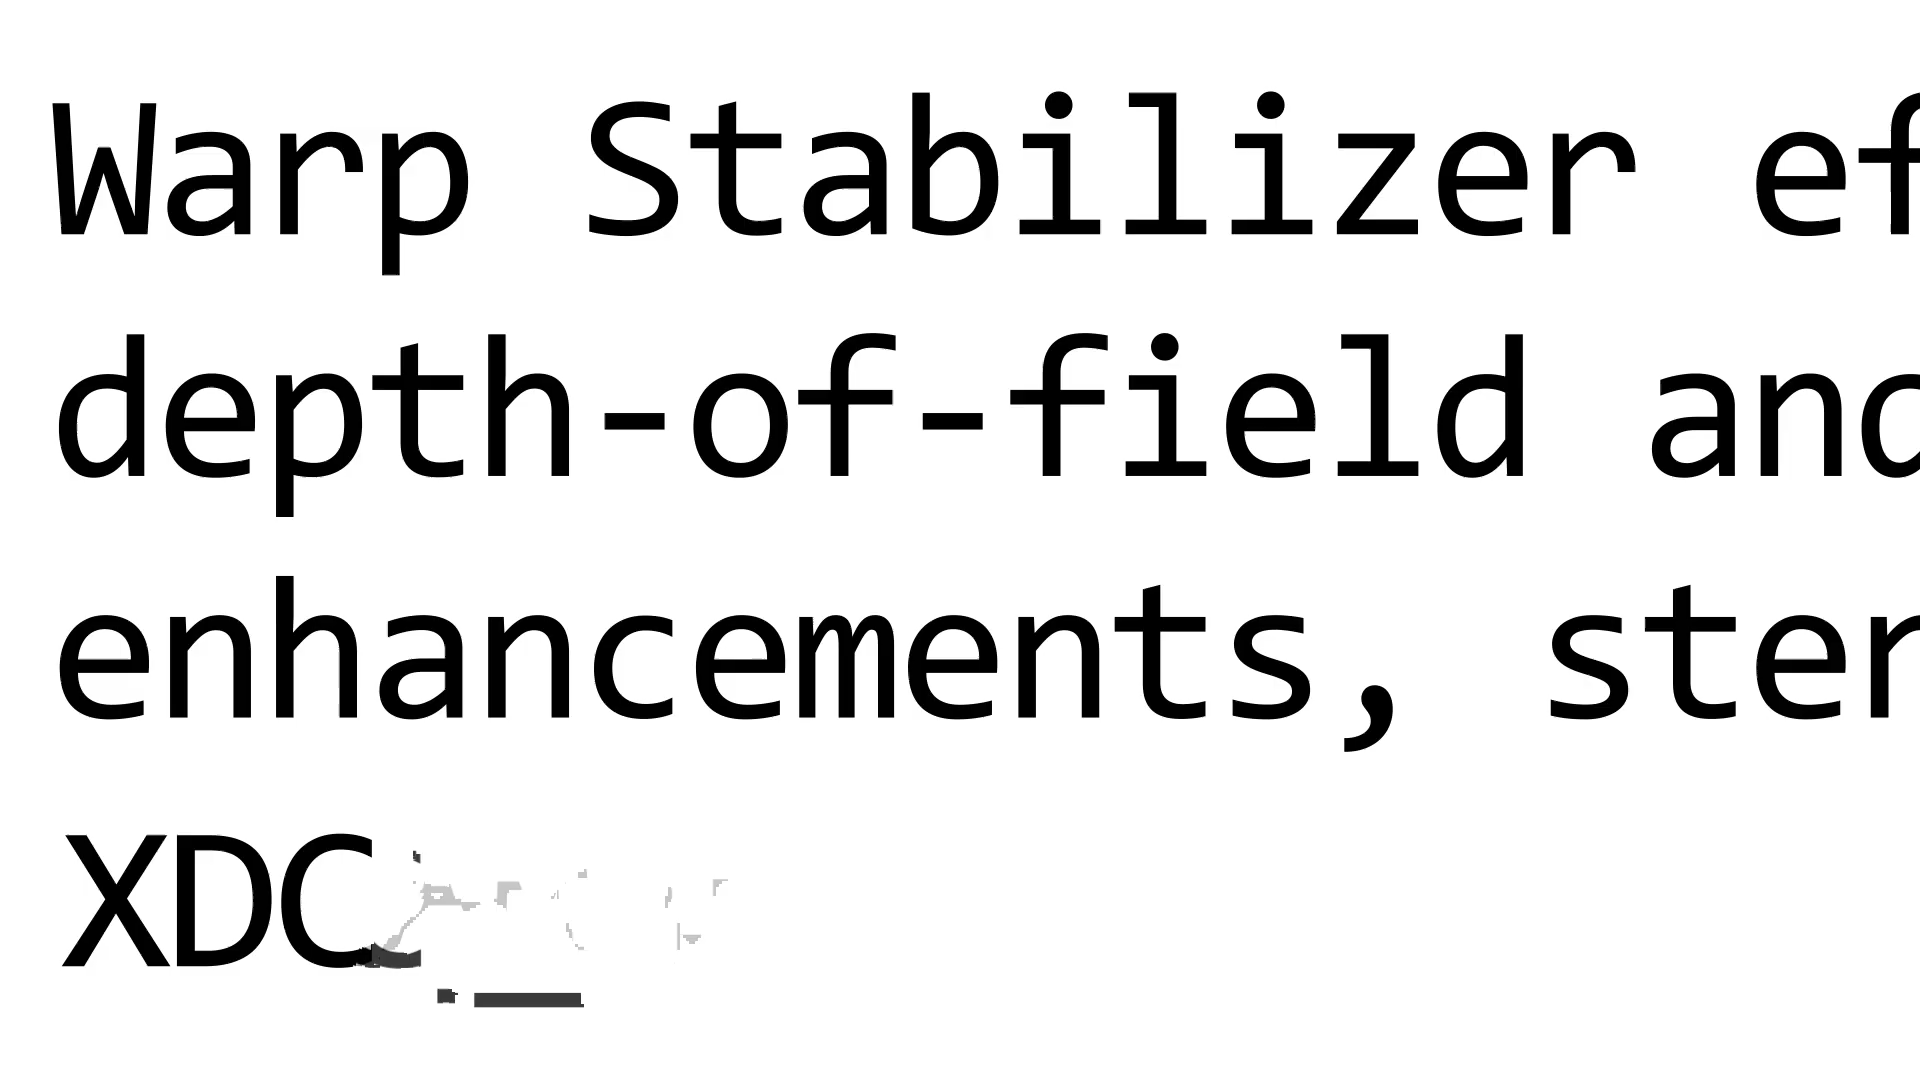 Warp Stabilizer ef
depth-of-field and
enhancements, ster
XDC